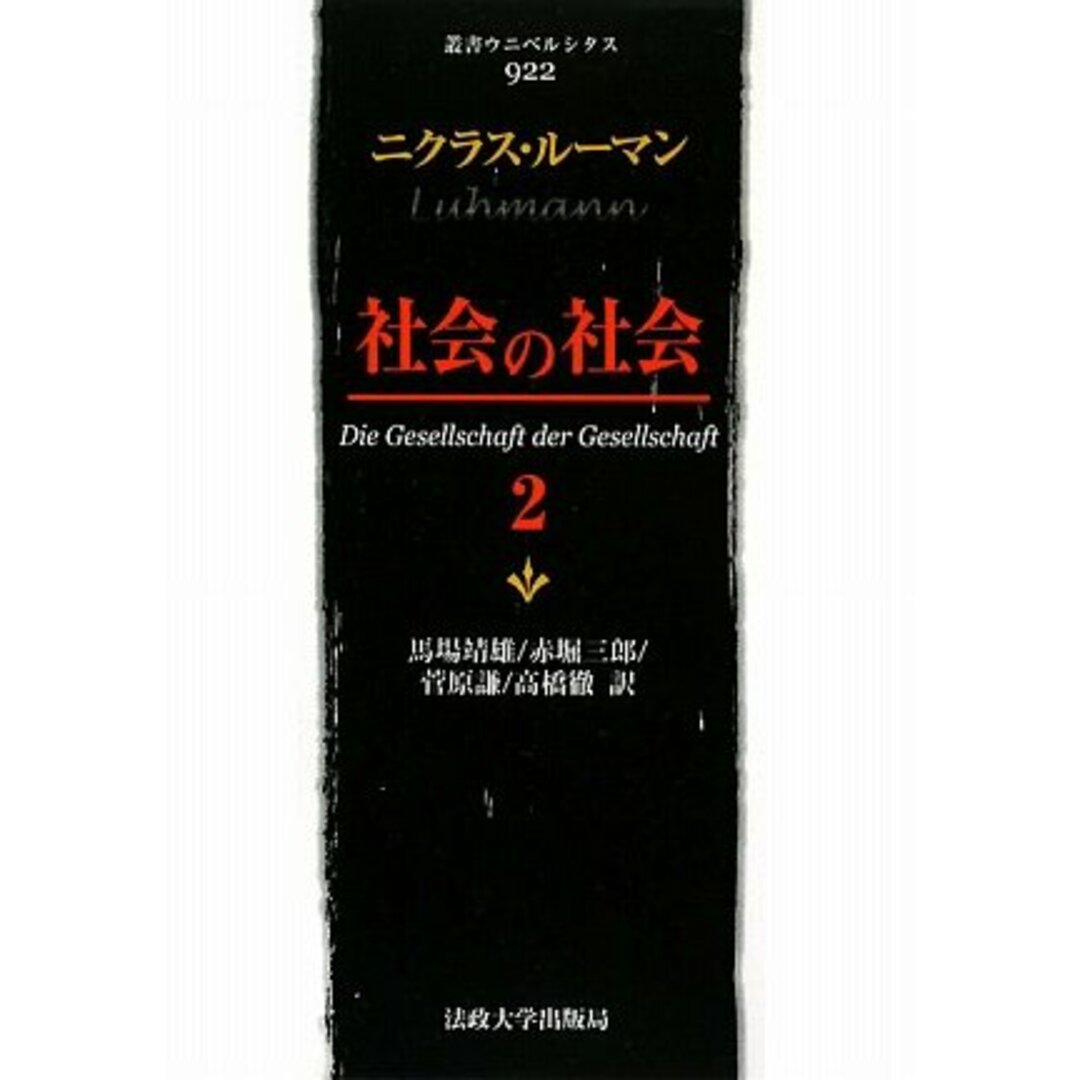 叢書ウニベルシタス
922
ニクラス・ルーマン
Luhmann
社会の社会
Die Gesellschaft der Gesellschaft
2
馬場靖雄/赤堀三郎/
菅原謙/高橋徹 訳
法政大学出版局